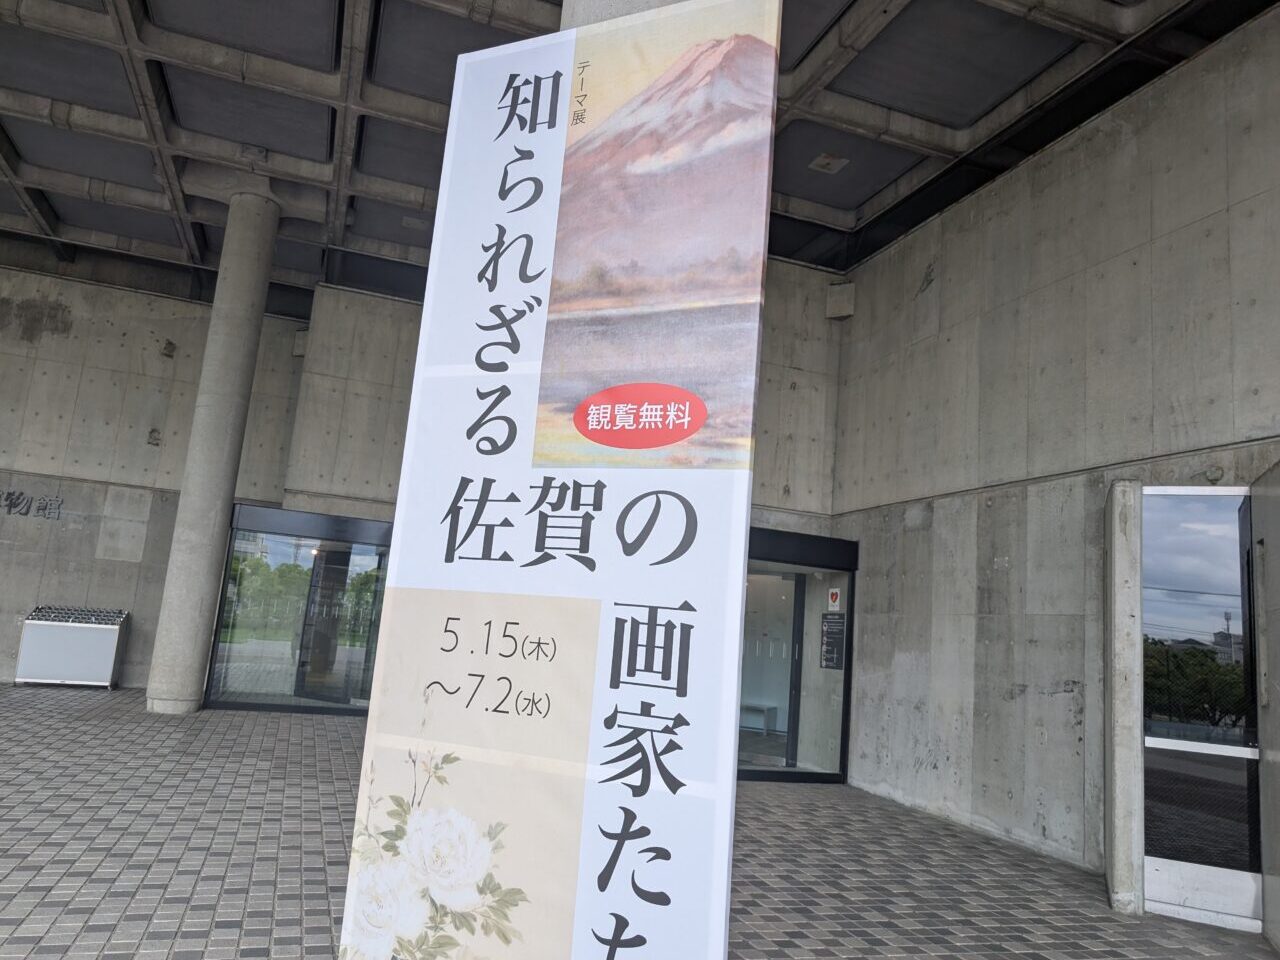 テーマ展
知られざる
佐賀の
画家たち
観覧無料
5.15(木)
～7.2(水)
物館